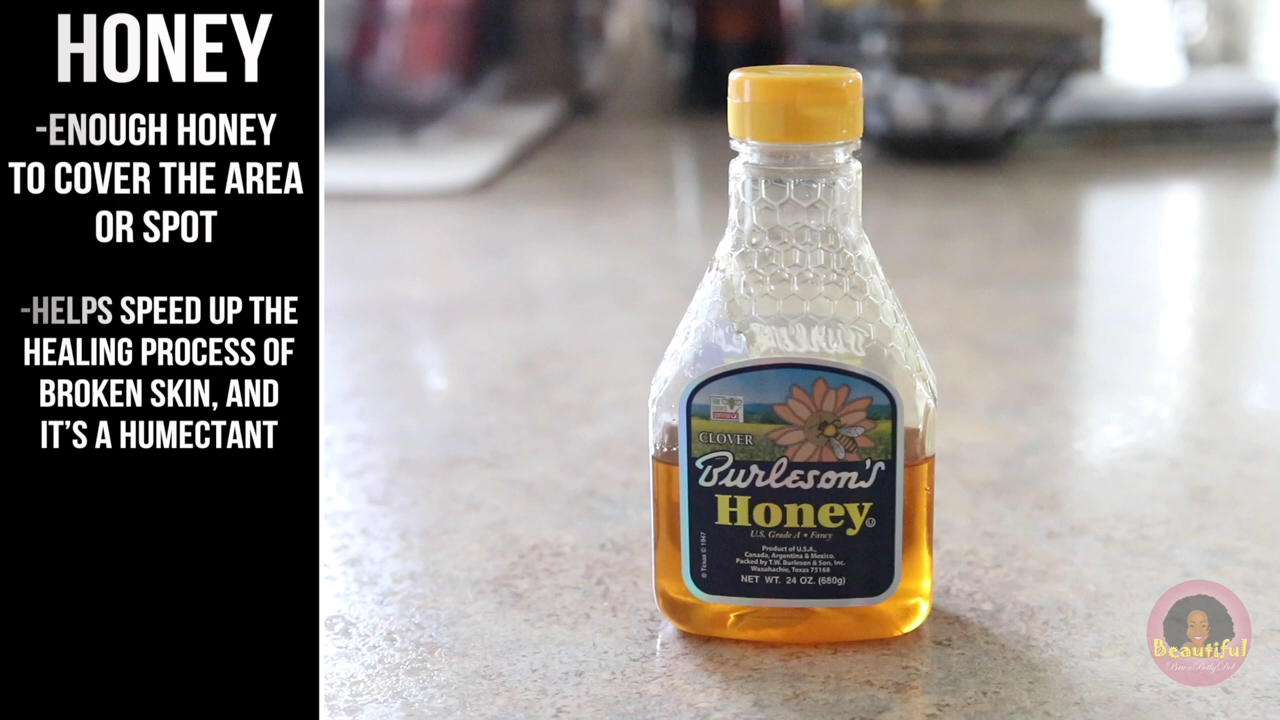 HONEY
-ENOUGH HONEY
TO COVER THE AREA
OR SPOT
-HELPS SPEED UP THE
HEALING PROCESS OF
BROKEN SKIN, AND
IT'S A HUMECTANT
CLOVER
Burleson's
Honey
U.S. Grade A • Fancy
Product of U.S.A.,
Canada, Argentina & Mexico.
Packed by T.W. Burleson & Son, Inc.
Waxahachie, Texas 75168
NET WT. 24 OZ. (680g)
© Texas © 1947
Beautiful